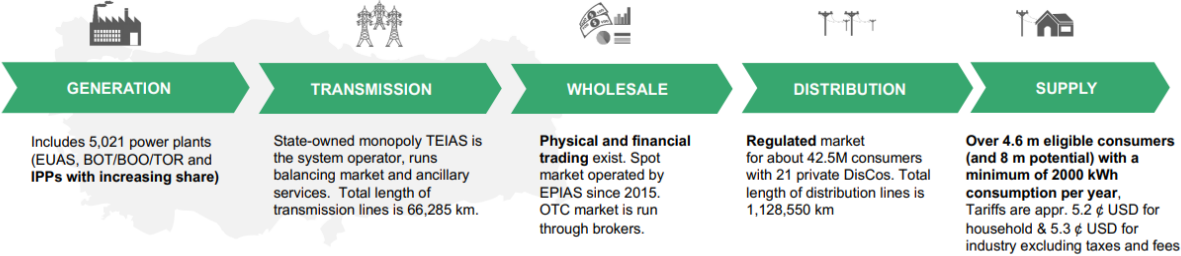 GENERATION
Includes 5,021 power plants
(EUAS, BOT/BOO/TOR and
IPPs with increasing share)
TRANSMISSION
State-owned monopoly TEIAS is
the system operator, runs
balancing market and ancillary
services. Total length of
transmission lines is 66,285 km.
WHOLESALE
Physical and financial
trading exist. Spot
market operated by
EPIAS since 2015.
OTC market is run
through brokers.
DISTRIBUTION
Regulated market
for about 42.5M consumers
with 21 private DisCos. Total
length of distribution lines is
1,128,550 km
SUPPLY
Over 4.6 m eligible consumers
(and 8 m potential) with a
minimum of 2000 kWh
consumption per year,
Tariffs are appr. 5.2 ¢ USD for
household & 5.3 ¢ USD for
industry excluding taxes and fees